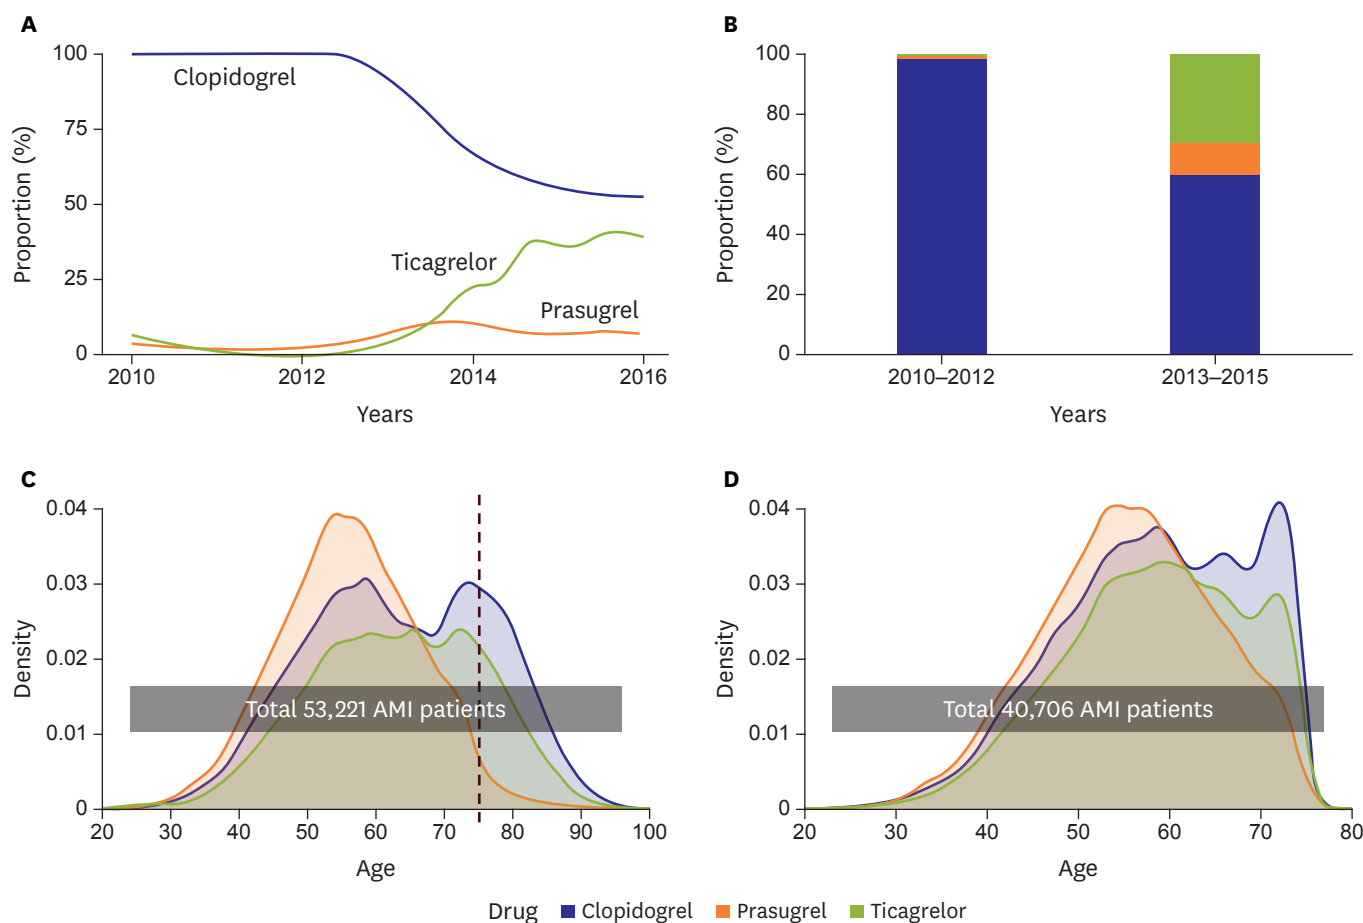 A
Proportion (%)
100
75
50
25
0
Clopidogrel
Ticagrelor
Prasugrel
2010 2012 2014 2016
Years
B
Proportion (%)
100
80
60
40
20
0
2010–2012 2013–2015
Years
C
Density
0.04
0.03
0.02
0.01
0
Total 53,221 AMI patients
20 30 40 50 60 70 80 90 100
Age
D
Density
0.04
0.03
0.02
0.01
0
Total 40,706 AMI patients
20 30 40 50 60 70 80
Age
Drug Clopidogrel Prasugrel Ticagrelor